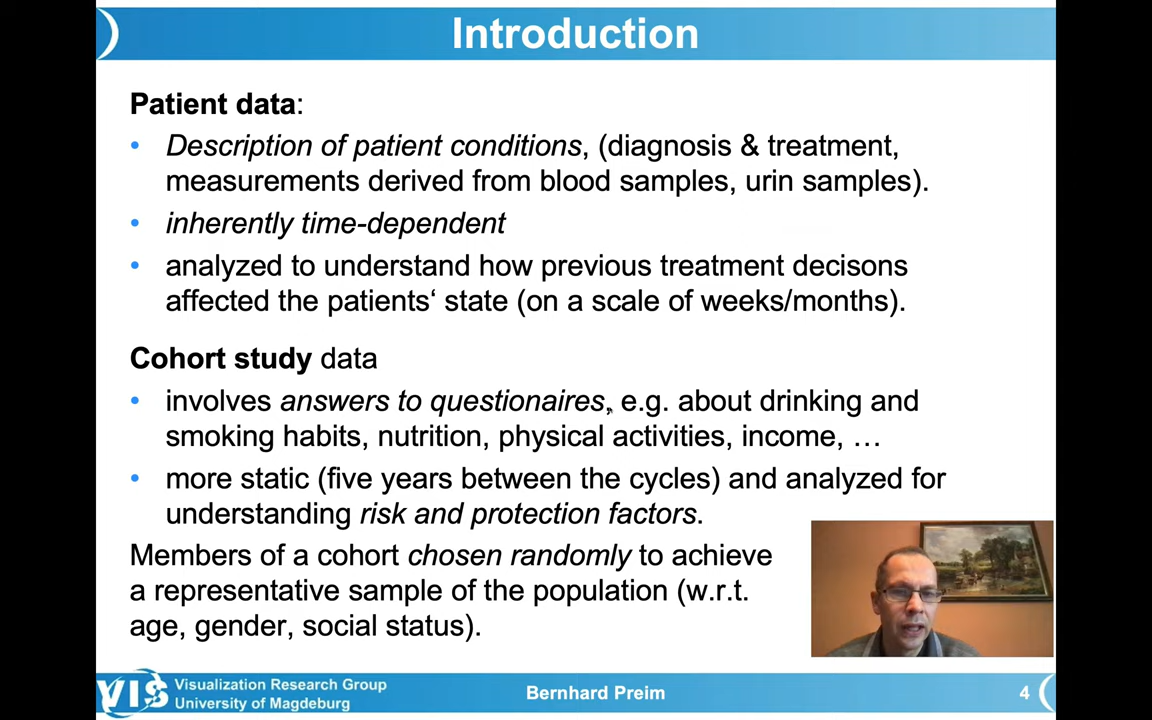 Introduction
Patient data:
• Description of patient conditions, (diagnosis & treatment,
measurements derived from blood samples, urin samples).
• inherently time-dependent
• analyzed to understand how previous treatment decisons
affected the patients‘ state (on a scale of weeks/months).
Cohort study data
• involves answers to questionaires, e.g. about drinking and
smoking habits, nutrition, physical activities, income, …
• more static (five years between the cycles) and analyzed for
understanding risk and protection factors.
Members of a cohort chosen randomly to achieve
a representative sample of the population (w.r.t.
age, gender, social status).
VIS
Visualization Research Group
University of Magdeburg
Bernhard Preim
4